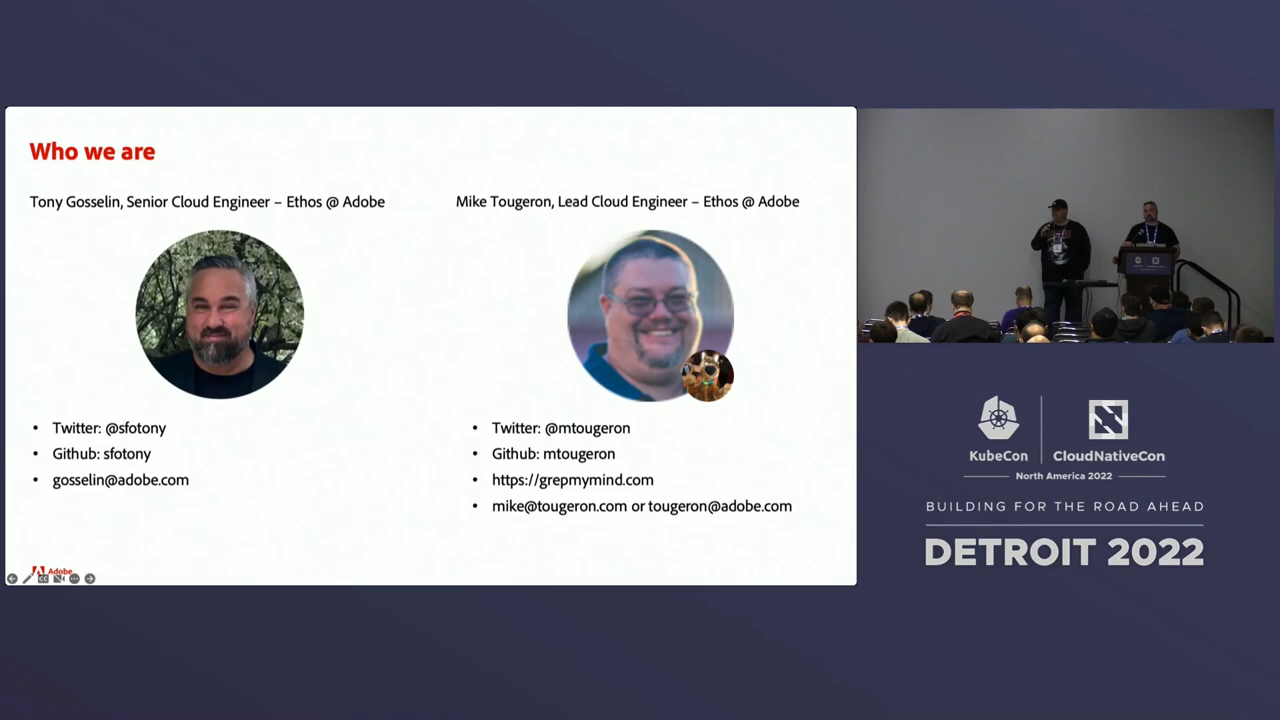 Who we are
Tony Gosselin, Senior Cloud Engineer – Ethos @ Adobe
Mike Tougeron, Lead Cloud Engineer – Ethos @ Adobe
• Twitter: @sfotony
• Github: sfotony
• gosselin@adobe.com
• Twitter: @mtougeron
• Github: mtougeron
• https://grepmymind.com
• mike@tougeron.com or tougeron@adobe.com
Adobe
KubeCon
CloudNativeCon
North America 2022
BUILDING FOR THE ROAD AHEAD
DETROIT 2022